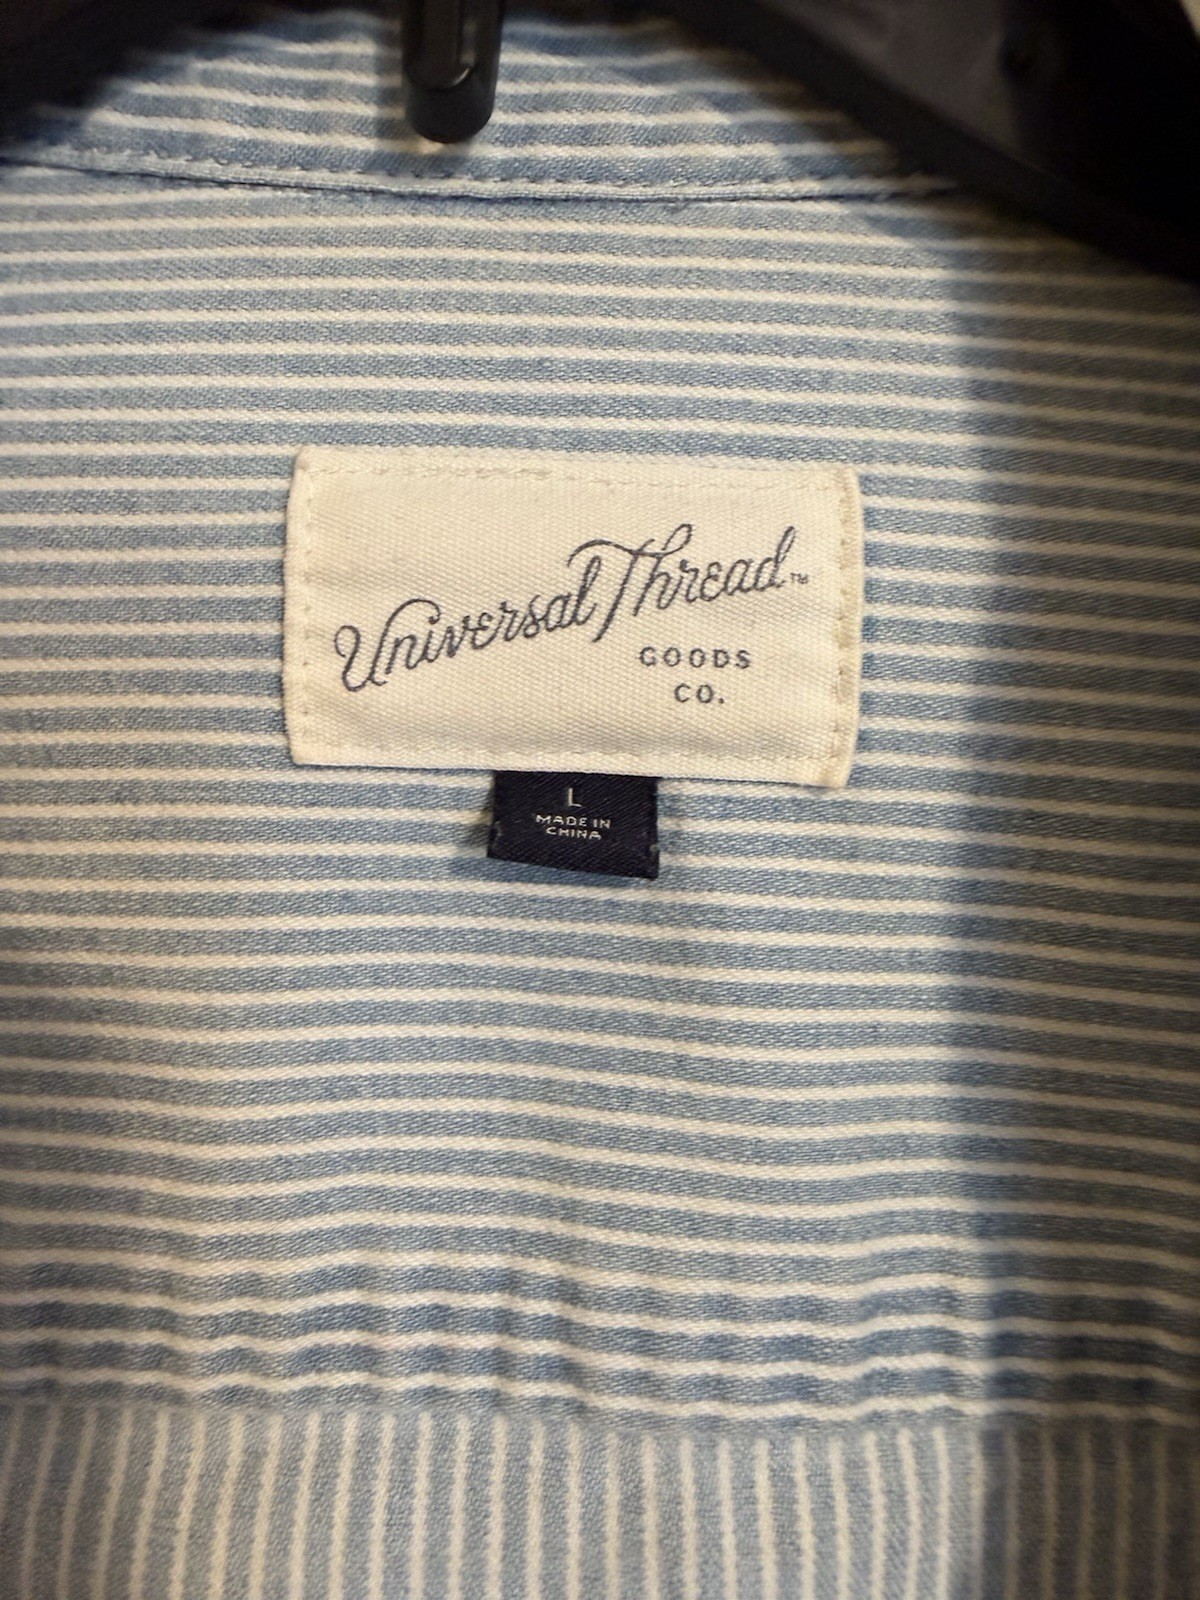 Universal Thread™
GOODS
CO.
L
MADE IN
CHINA